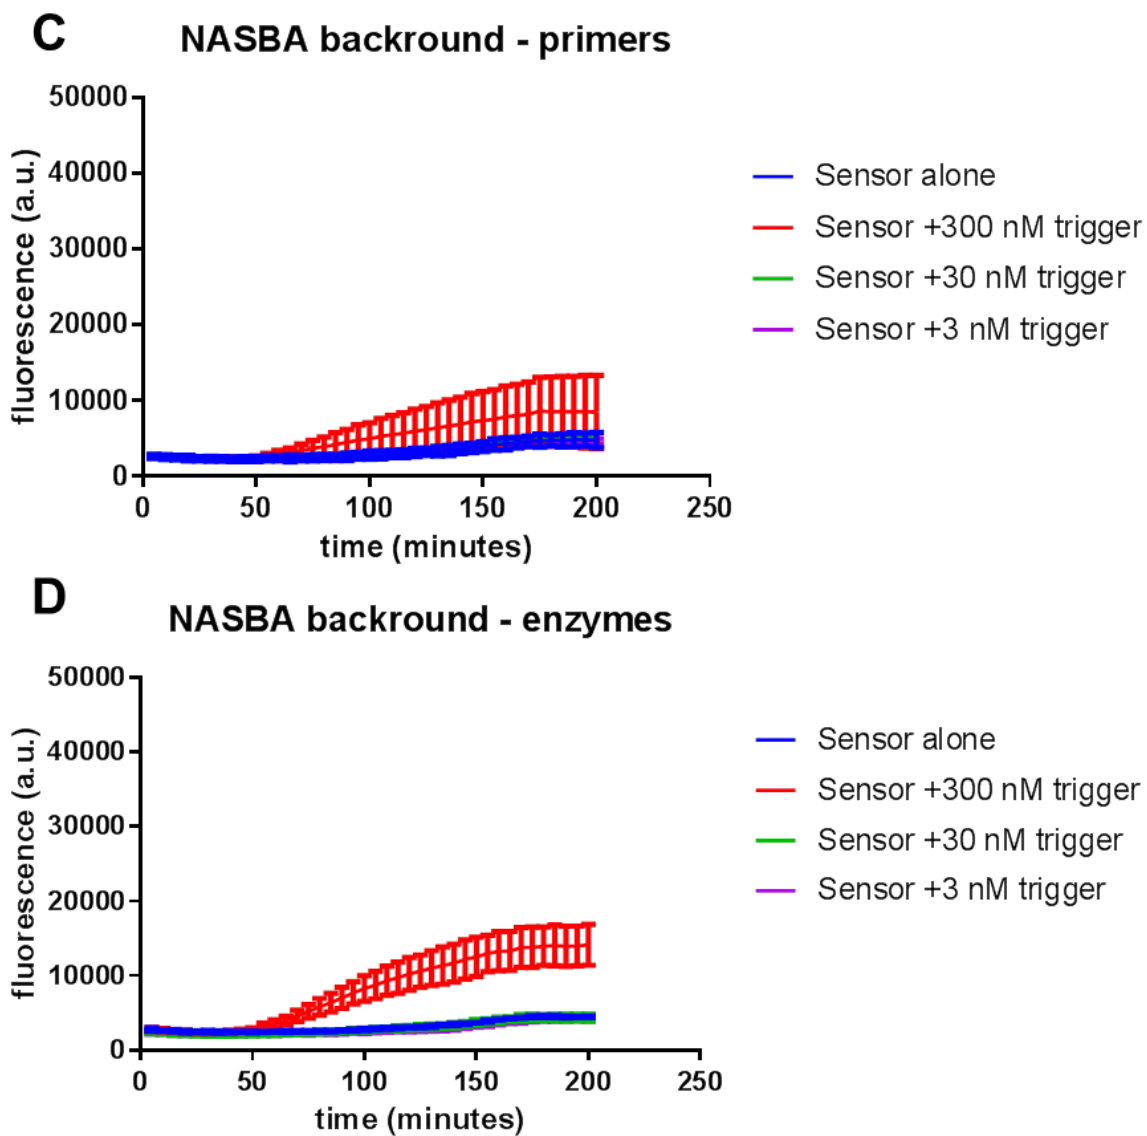 C
NASBA backround - primers
50000
40000
30000
20000
10000
0
fluorescence (a.u.)
0 50 100 150 200 250
time (minutes)
Sensor alone
Sensor +300 nM trigger
Sensor +30 nM trigger
Sensor +3 nM trigger
D
NASBA backround - enzymes
50000
40000
30000
20000
10000
0
fluorescence (a.u.)
0 50 100 150 200 250
time (minutes)
Sensor alone
Sensor +300 nM trigger
Sensor +30 nM trigger
Sensor +3 nM trigger